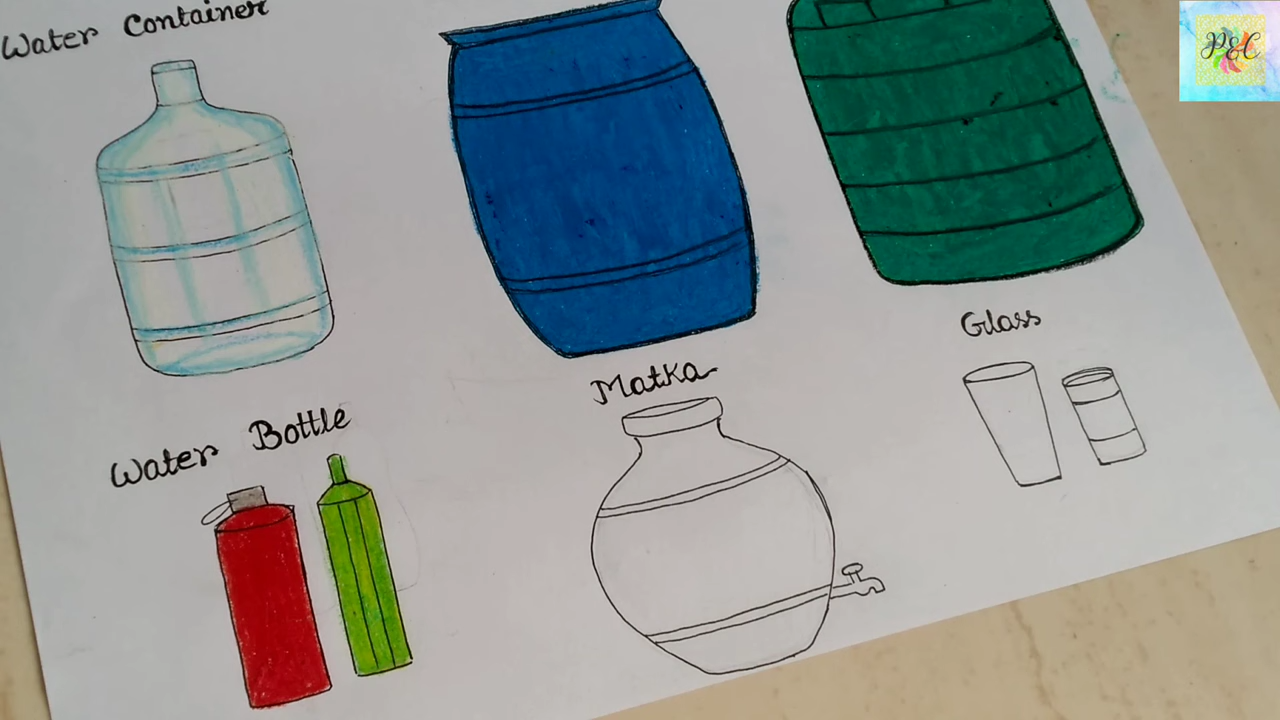 Water Container
Matka
Glass
Water Bottle
P&C